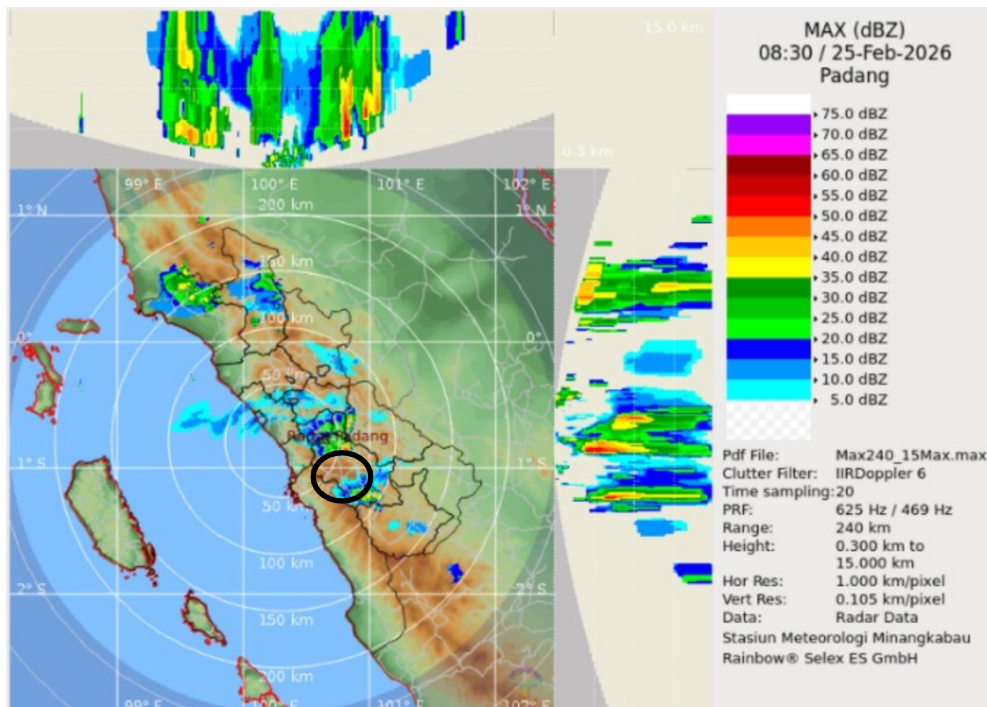 15.0 km
0.3 km
99° E
100° E
101° E
102° E
1° N
200 km
1° N
150 km
100 km
0°
0°
50 km
Padang
1° S
1° S
50 km
100 km
2° S
2° S
150 km
200 km
99° E
100° E
101° E
102° E
MAX (dBZ)
08:30 / 25-Feb-2026
Padang
75.0 dBZ
70.0 dBZ
65.0 dBZ
60.0 dBZ
55.0 dBZ
50.0 dBZ
45.0 dBZ
40.0 dBZ
35.0 dBZ
30.0 dBZ
25.0 dBZ
20.0 dBZ
15.0 dBZ
10.0 dBZ
5.0 dBZ
Pdf File: Max240_15Max.max
Clutter Filter: IIRDoppler 6
Time sampling:20
PRF: 625 Hz / 469 Hz
Range: 240 km
Height: 0.300 km to
15.000 km
Hor Res: 1.000 km/pixel
Vert Res: 0.105 km/pixel
Data: Radar Data
Stasiun Meteorologi Minangkabau
Rainbow® Selex ES GmbH